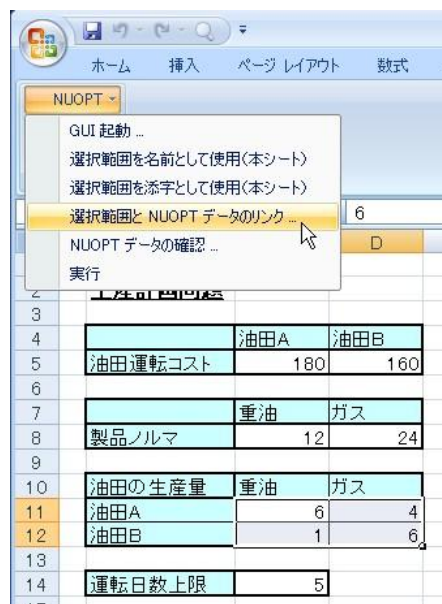 ホーム 挿入 ページ レイアウト 数式
NUOPT
GUI 起動 ...
選択範囲を名前として使用(本シート)
選択範囲を添字として使用(本シート)
選択範囲と NUOPT データのリンク ...
6
NUOPT データの確認 ...
D
実行
2
3
4 油田A 油田B
5 油田運転コスト 180 160
6
7 重油 ガス
8 製品ノルマ 12 24
9
10 油田の生産量 重油 ガス
11 油田A 6 4
12 油田B 1 6
13
14 運転日数上限 5